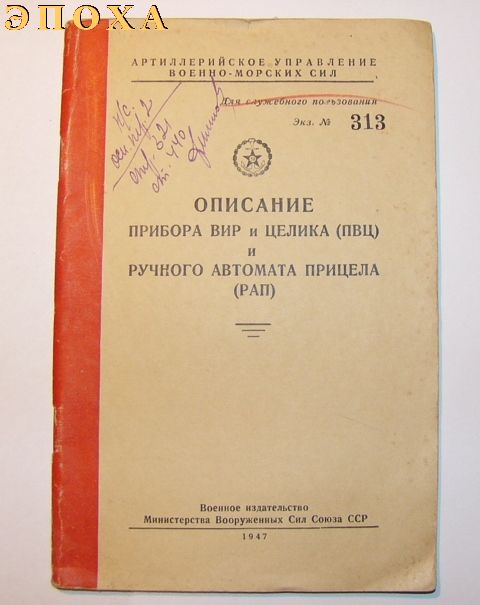 ЭПОХА
АРТИЛЛЕРИЙСКОЕ УПРАВЛЕНИЕ
ВОЕННО-МОРСКИХ СИЛ
Для служебного пользования
Экз. № 313
ОПИСАНИЕ
ПРИБОРА ВИР и ЦЕЛИКА (ПВЦ)
и
РУЧНОГО АВТОМАТА ПРИЦЕЛА
(РАП)
Военное издательство
Министерства Вооруженных Сил Союза ССР
1947